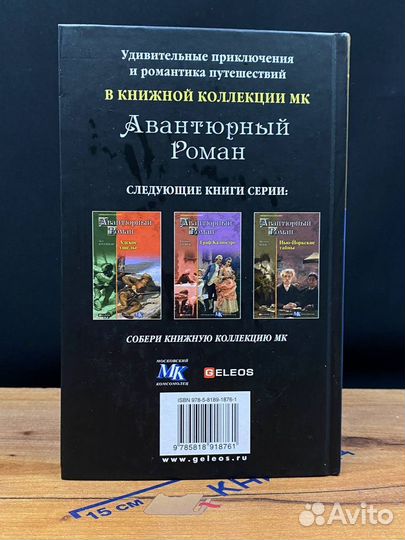 Удивительные приключения
и романтика путешествий
В КНИЖНОЙ КОЛЛЕКЦИИ МК
Авантюрный
Роман
СЛЕДУЮЩИЕ КНИГИ СЕРИИ:
Авантюрный
Роман
Адское
ущелье
Авантюрный
Роман
Граф Калиостро
Авантюрный
Роман
Нью-Йоркские
тайны
СОБЕРИ КНИЖНУЮ КОЛЛЕКЦИЮ МК
МОСКОВСКИЙ
МК
КОМСОМОЛЕЦ
GELEOS
ISBN 978-5-8189-1876-1
9 785818 918761
www.geleos.ru
15 СМ
Avito